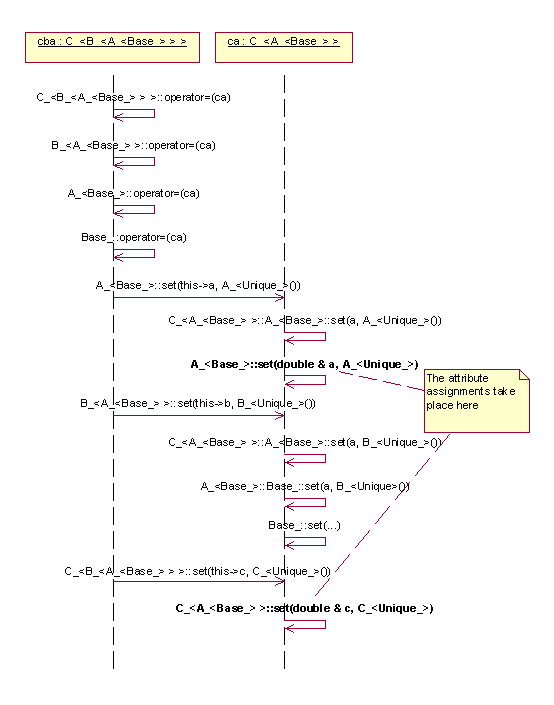 cba : C_<B_<A_<Base_> > >
ca : C_<A_<Base_> >
C_<B_<A_<Base_> > >::operator=(ca)
B_<A_<Base_> >::operator=(ca)
A_<Base_>::operator=(ca)
Base_::operator=(ca)
A_<Base_>::set(this->a, A_<Unique_>())
C_<A_<Base_> >::A_<Base_>::set(a, A_<Unique_>())
A_<Base_>::set(double & a, A_<Unique_>)
The attribute
assignments take
place here
B_<A_<Base_> >::set(this->b, B_<Unique_>())
C_<A_<Base_> >::A_<Base_>::set(a, B_<Unique_>())
A_<Base_>::Base_::set(a, B_<Unique>())
Base_::set(...)
C_<B_<A_<Base_> > >::set(this->c, C_<Unique_>())
C_<A_<Base_> >::set(double & c, C_<Unique_>)